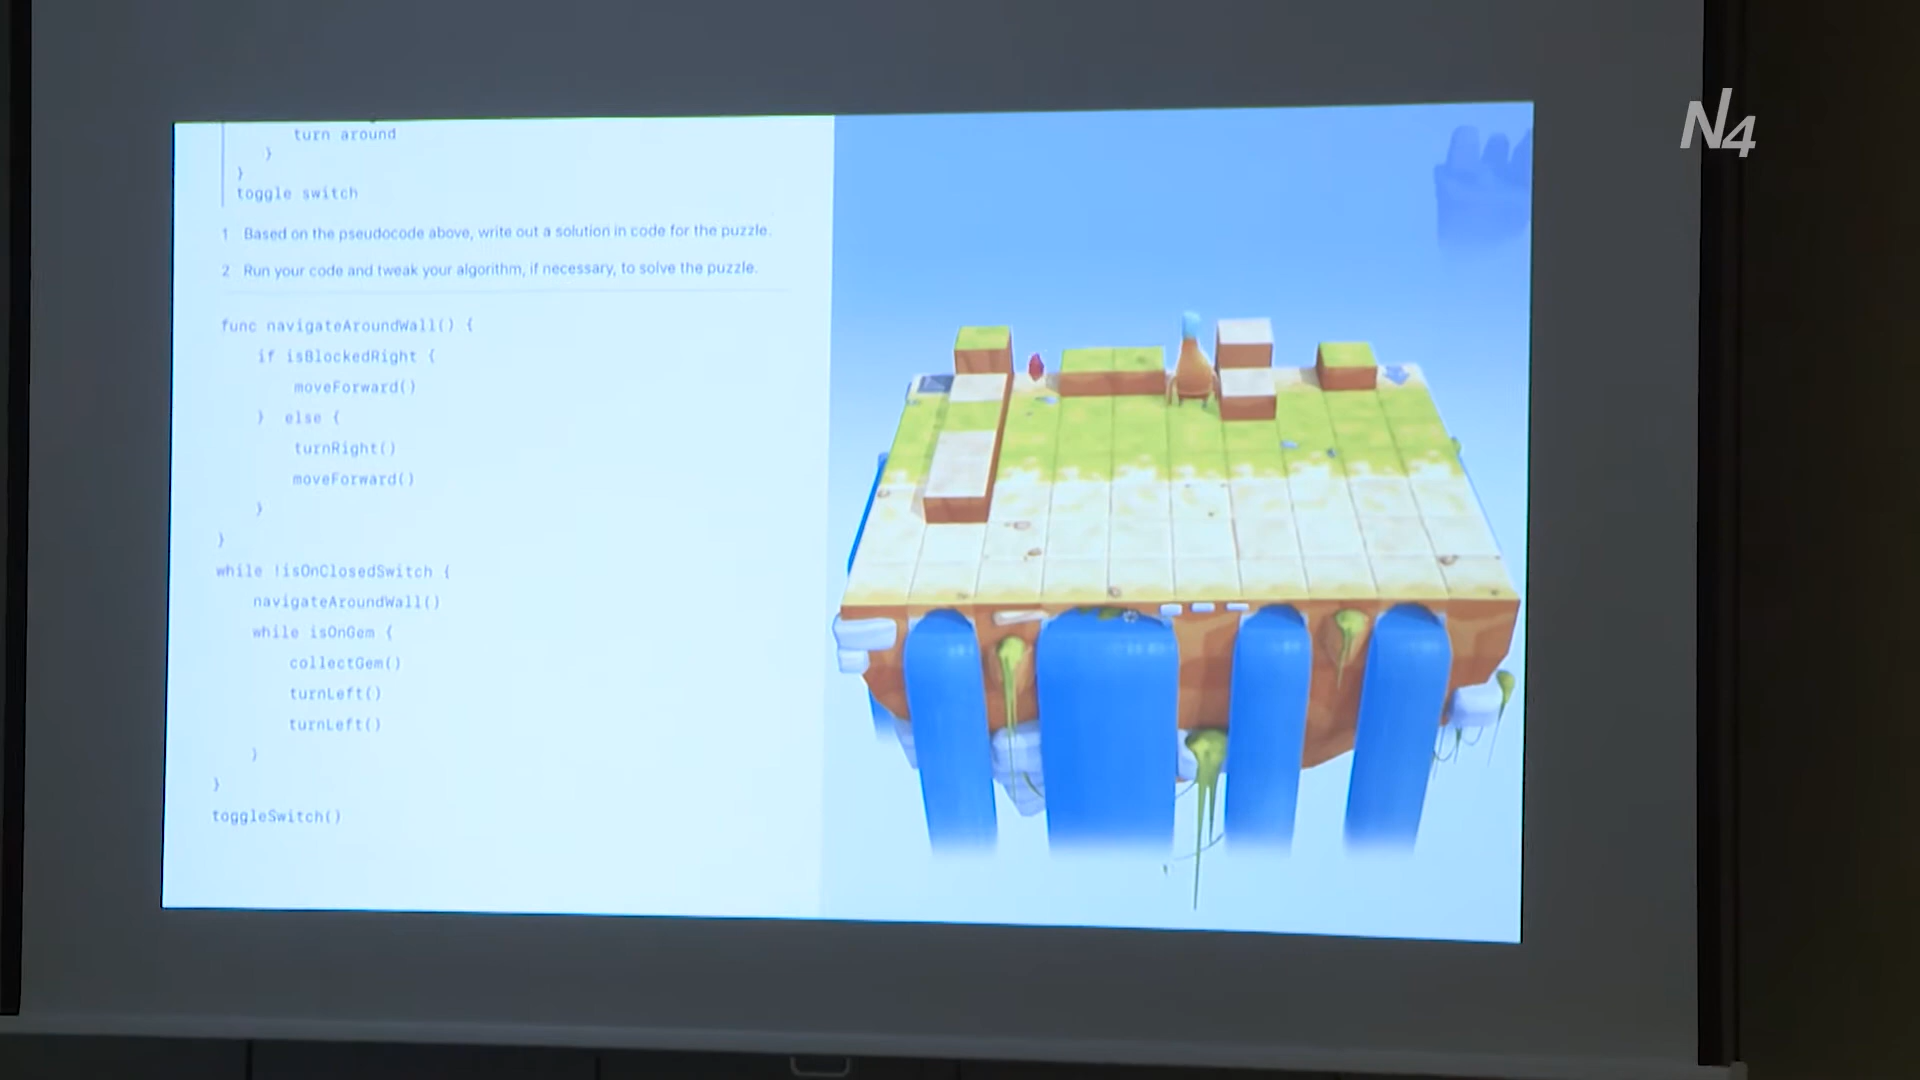 turn around
}
}
toggle switch
1 Based on the pseudocode above, write out a solution in code for the puzzle.
2 Run your code and tweak your algorithm, if necessary, to solve the puzzle.
func navigateAroundWall() {
if isBlockedRight {
moveForward()
} else {
turnRight()
moveForward()
}
}
while !isOnClosedSwitch {
navigateAroundWall()
while isOnGem {
collectGem()
turnLeft()
turnLeft()
}
}
toggleSwitch()
N4